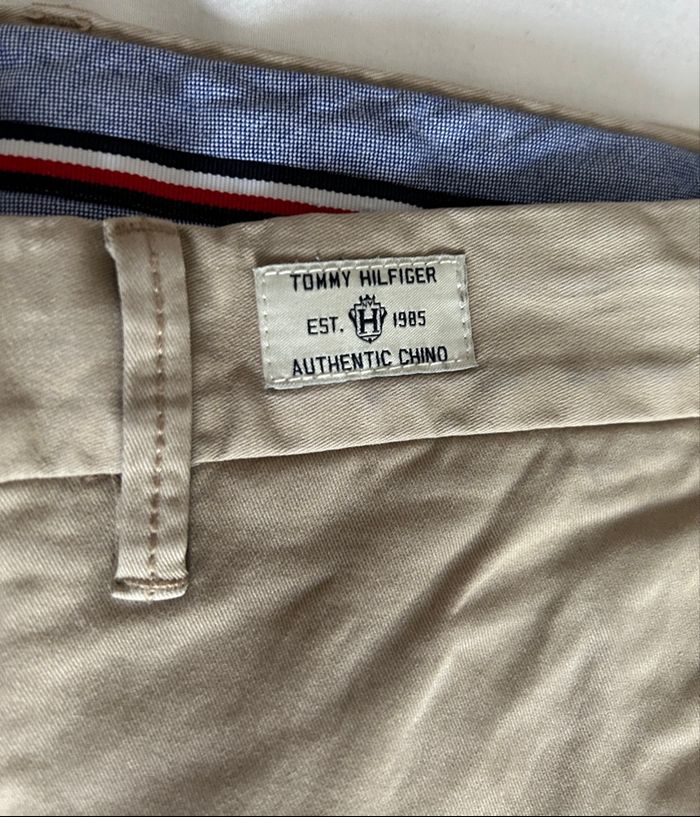 TOMMY HILFIGER
EST. H 1985
AUTHENTIC CHINO